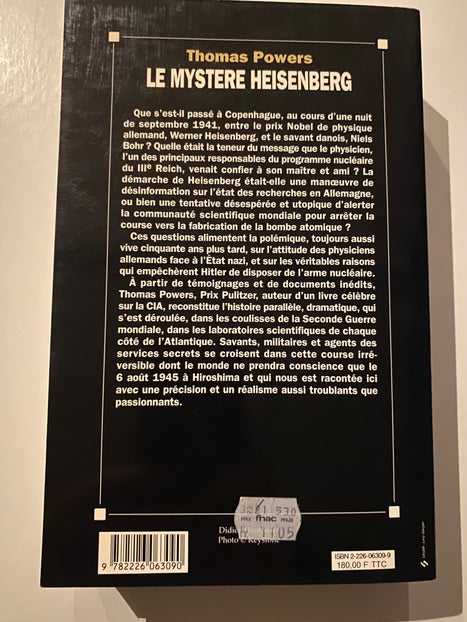 Thomas Powers
LE MYSTERE HEISENBERG
Que s'est-il passé à Copenhague, au cours d'une nuit
de septembre 1941, entre le prix Nobel de physique
allemand, Werner Heisenberg, et le savant danois, Niels
Bohr ? Quelle était la teneur du message que le physicien,
l'un des principaux responsables du programme nucléaire
du IIIe Reich, venait confier à son maître et ami ? La
démarche de Heisenberg était-elle une manœuvre de
désinformation sur l'état des recherches en Allemagne,
ou bien une tentative désespérée et utopique d'alerter
la communauté scientifique mondiale pour arrêter la
course vers la fabrication de la bombe atomique ?
Ces questions alimentent la polémique, toujours aussi
vive cinquante ans plus tard, sur l'attitude des physiciens
allemands face à l'État nazi, et sur les véritables raisons
qui empêchèrent Hitler de disposer de l'arme nucléaire.
À partir de témoignages et de documents inédits,
Thomas Powers, Prix Pulitzer, auteur d'un livre célèbre
sur la CIA, reconstitue l'histoire parallèle, dramatique, qui
s'est déroulée, dans les coulisses de la Seconde Guerre
mondiale, dans les laboratoires scientifiques de chaque
côté de l'Atlantique. Savants, militaires et agents des
services secrets se croisent dans cette course irré-
versible dont le monde ne prendra conscience que le
6 août 1945 à Hiroshima et qui nous est racontée ici
avec une précision et un réalisme aussi troublants que
passionnants.
530
PRIX fnac PRIX
Photo © Keystone
9 782226 063090
ISBN 2-226-06309-9
180,00 F TTC